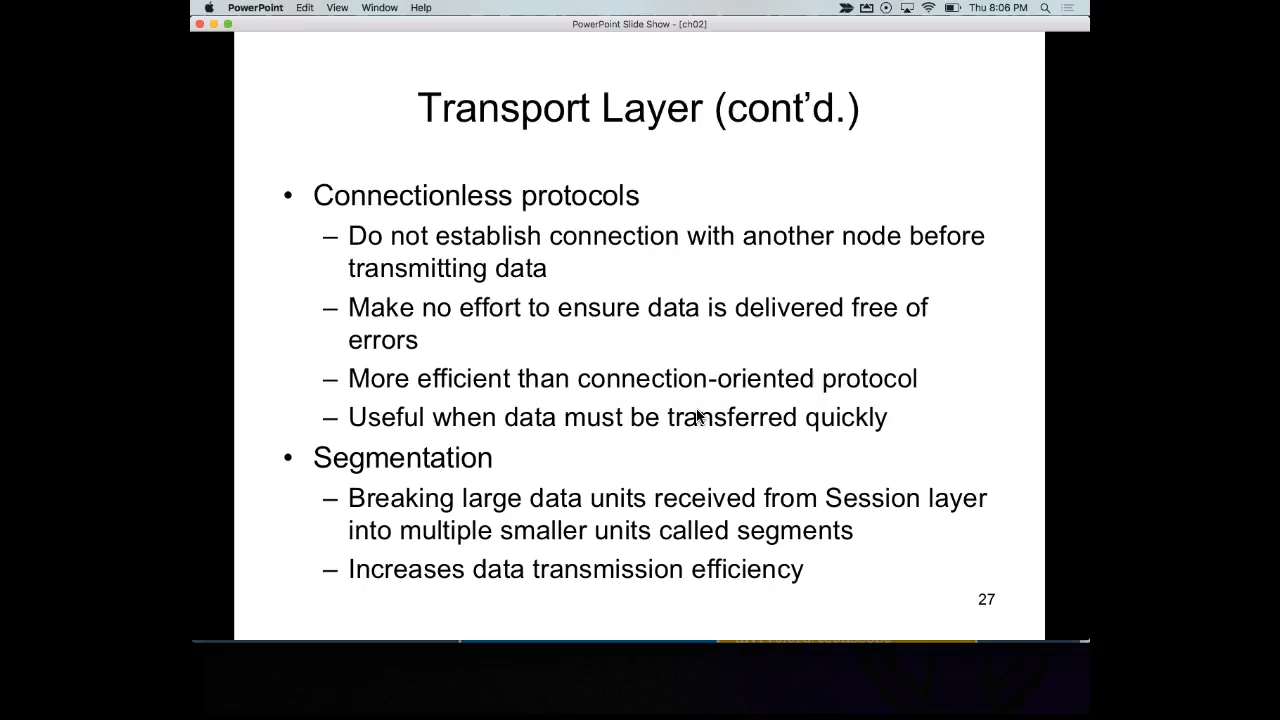 PowerPoint Edit View Window Help Thu 8:06 PM
PowerPoint Slide Show - [ch02]
Transport Layer (cont’d.)
• Connectionless protocols
– Do not establish connection with another node before
transmitting data
– Make no effort to ensure data is delivered free of
errors
– More efficient than connection-oriented protocol
– Useful when data must be transferred quickly
• Segmentation
– Breaking large data units received from Session layer
into multiple smaller units called segments
– Increases data transmission efficiency
27